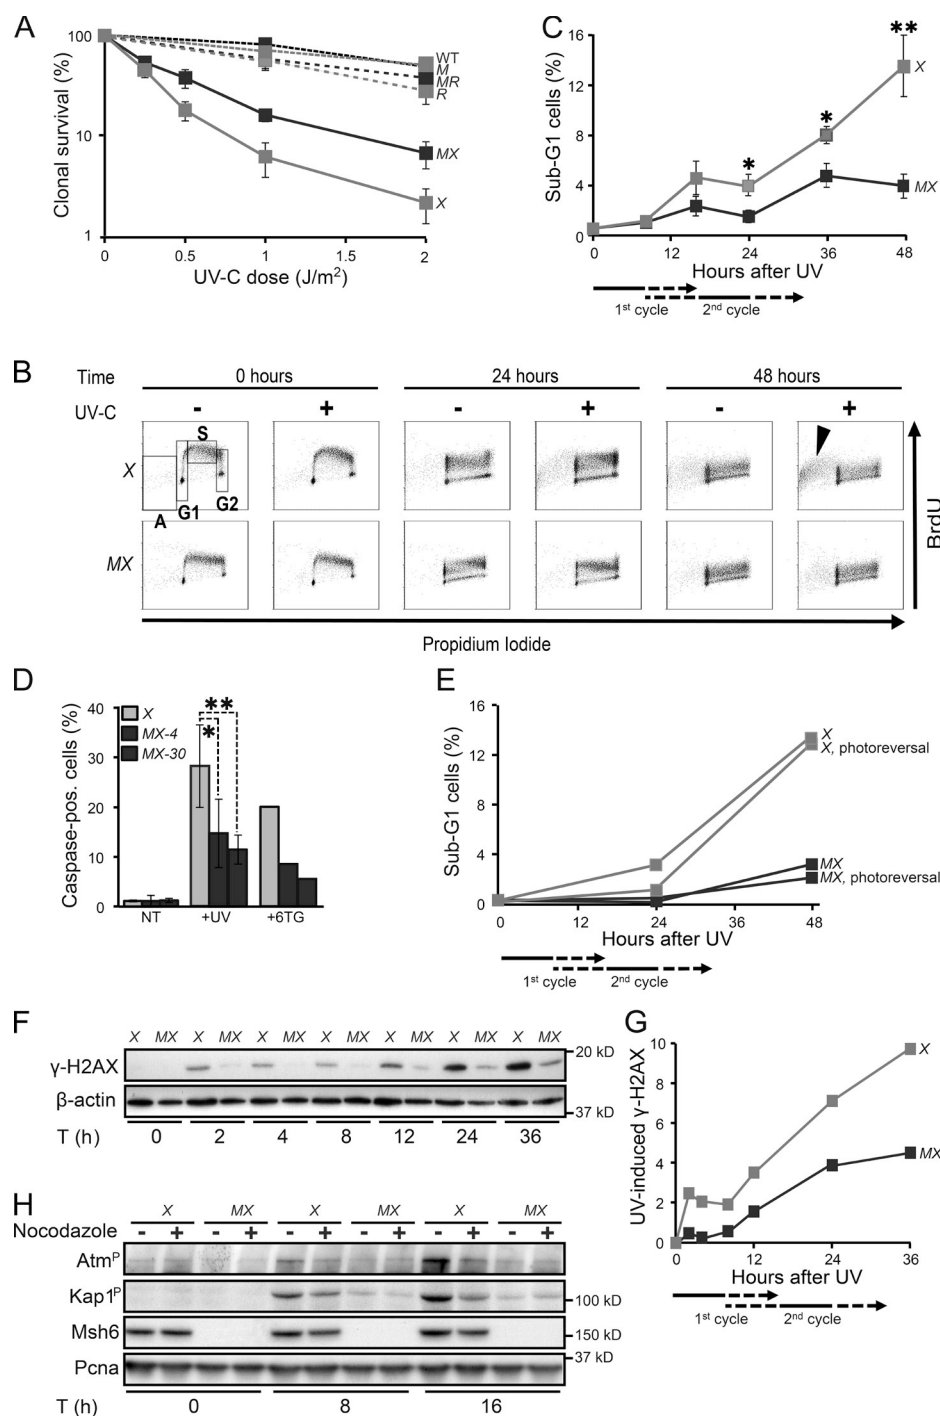 A
Clonal survival (%)
100
10
1
0 0.5 1.0 1.5 2
UV-C dose (J/m²)
WT
M
MR
R
MX
X
C
Sub-G1 cells (%)
16
12
8
4
0
0 12 24 36 48
Hours after UV
* * **
X
MX
1st cycle 2nd cycle
B
Time 0 hours 24 hours 48 hours
UV-C - + - + - +
X
S
A G1 G2
MX
BrdU
Propidium Iodide
D
Caspase-pos. cells (%)
40
30
20
10
0
X
MX-4
MX-30
**
*
NT +UV +6TG
E
Sub-G1 cells (%)
16
12
8
4
0
0 12 24 36 48
Hours after UV
X
X, photoreversal
MX
MX, photoreversal
1st cycle 2nd cycle
F
X MX X MX X MX X MX X MX X MX X MX
γ-H2AX
20 kD
β-actin
37 kD
T (h) 0 2 4 8 12 24 36
G
UV-induced γ-H2AX
10
8
6
4
2
0
0 12 24 36
Hours after UV
X
MX
1st cycle 2nd cycle
H
X MX X MX X MX
Nocodazole - + - + - + - + - + - +
Atmᴾ
Kap1ᴾ
100 kD
Msh6
150 kD
Pcna
37 kD
T (h) 0 8 16